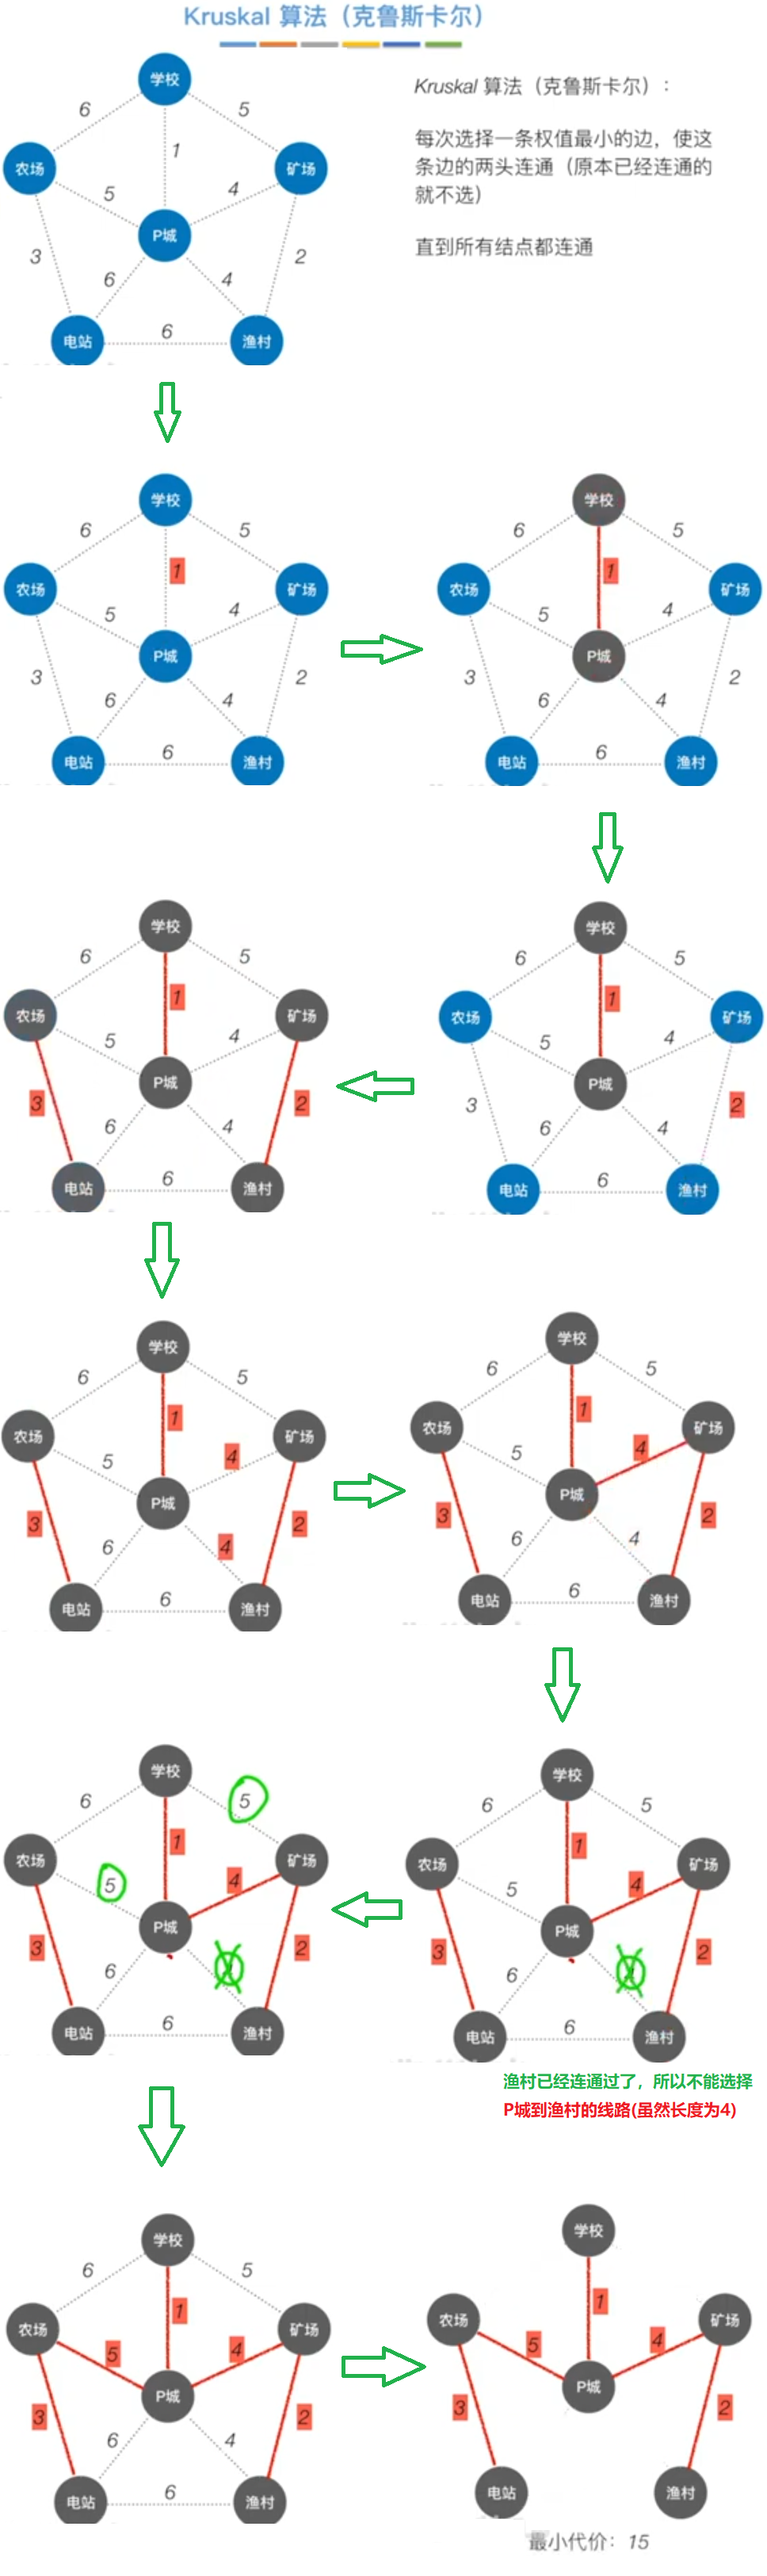 Kruskal 算法（克鲁斯卡尔）
Kruskal 算法（克鲁斯卡尔）：
每次选择一条权值最小的边，使这
条边的两头连通（原本已经连通的
就不选）
直到所有结点都连通
学校
6 5
1
农场 矿场
5 4
P城
3 2
6 4
6
电站 渔村
学校
6 5
1
农场 矿场
5 4
P城
3 2
6 4
6
电站 渔村
学校
6 5
1
农场 矿场
5 4
P城
3 2
6 4
6
电站 渔村
学校
6 5
1
农场 矿场
5 4
P城
3 2
6 4
6
电站 渔村
学校
6 5
1
农场 矿场
5 4
P城
3 2
6 4
6
电站 渔村
学校
6 5
1
农场 矿场
5 4
P城
3 2
6 4
6
电站 渔村
学校
6 5
1
农场 矿场
5 4
P城
3 2
6 4
6
电站 渔村
学校
6 5
1
农场 矿场
5 4
P城
3 2
6
6
电站 渔村
学校
6 5
1
农场 矿场
5 4
P城
3 2
6
6
电站 渔村
渔村已经连通过了，所以不能选择
P城到渔村的线路(虽然长度为4)
学校
6 5
1
农场 矿场
5 4
P城
3 2
6 4
6
电站 渔村
学校
1
农场 矿场
5 4
P城
3 2
电站 渔村
最小代价：15